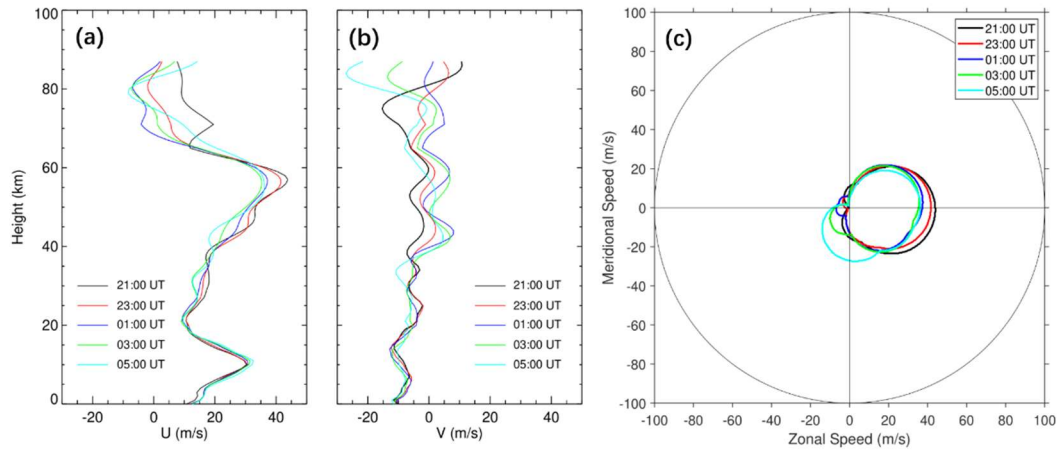 (a)
Height (km)
80
60
40
20
0
21:00 UT
23:00 UT
01:00 UT
03:00 UT
05:00 UT
-20 0 20 40
U (m/s)
(b)
21:00 UT
23:00 UT
01:00 UT
03:00 UT
05:00 UT
-20 0 20 40
V (m/s)
(c)
Meridional Speed (m/s)
100
80
60
40
20
0
-20
-40
-60
-80
-100
21:00 UT
23:00 UT
01:00 UT
03:00 UT
05:00 UT
-100 -80 -60 -40 -20 0 20 40 60 80 100
Zonal Speed (m/s)
100